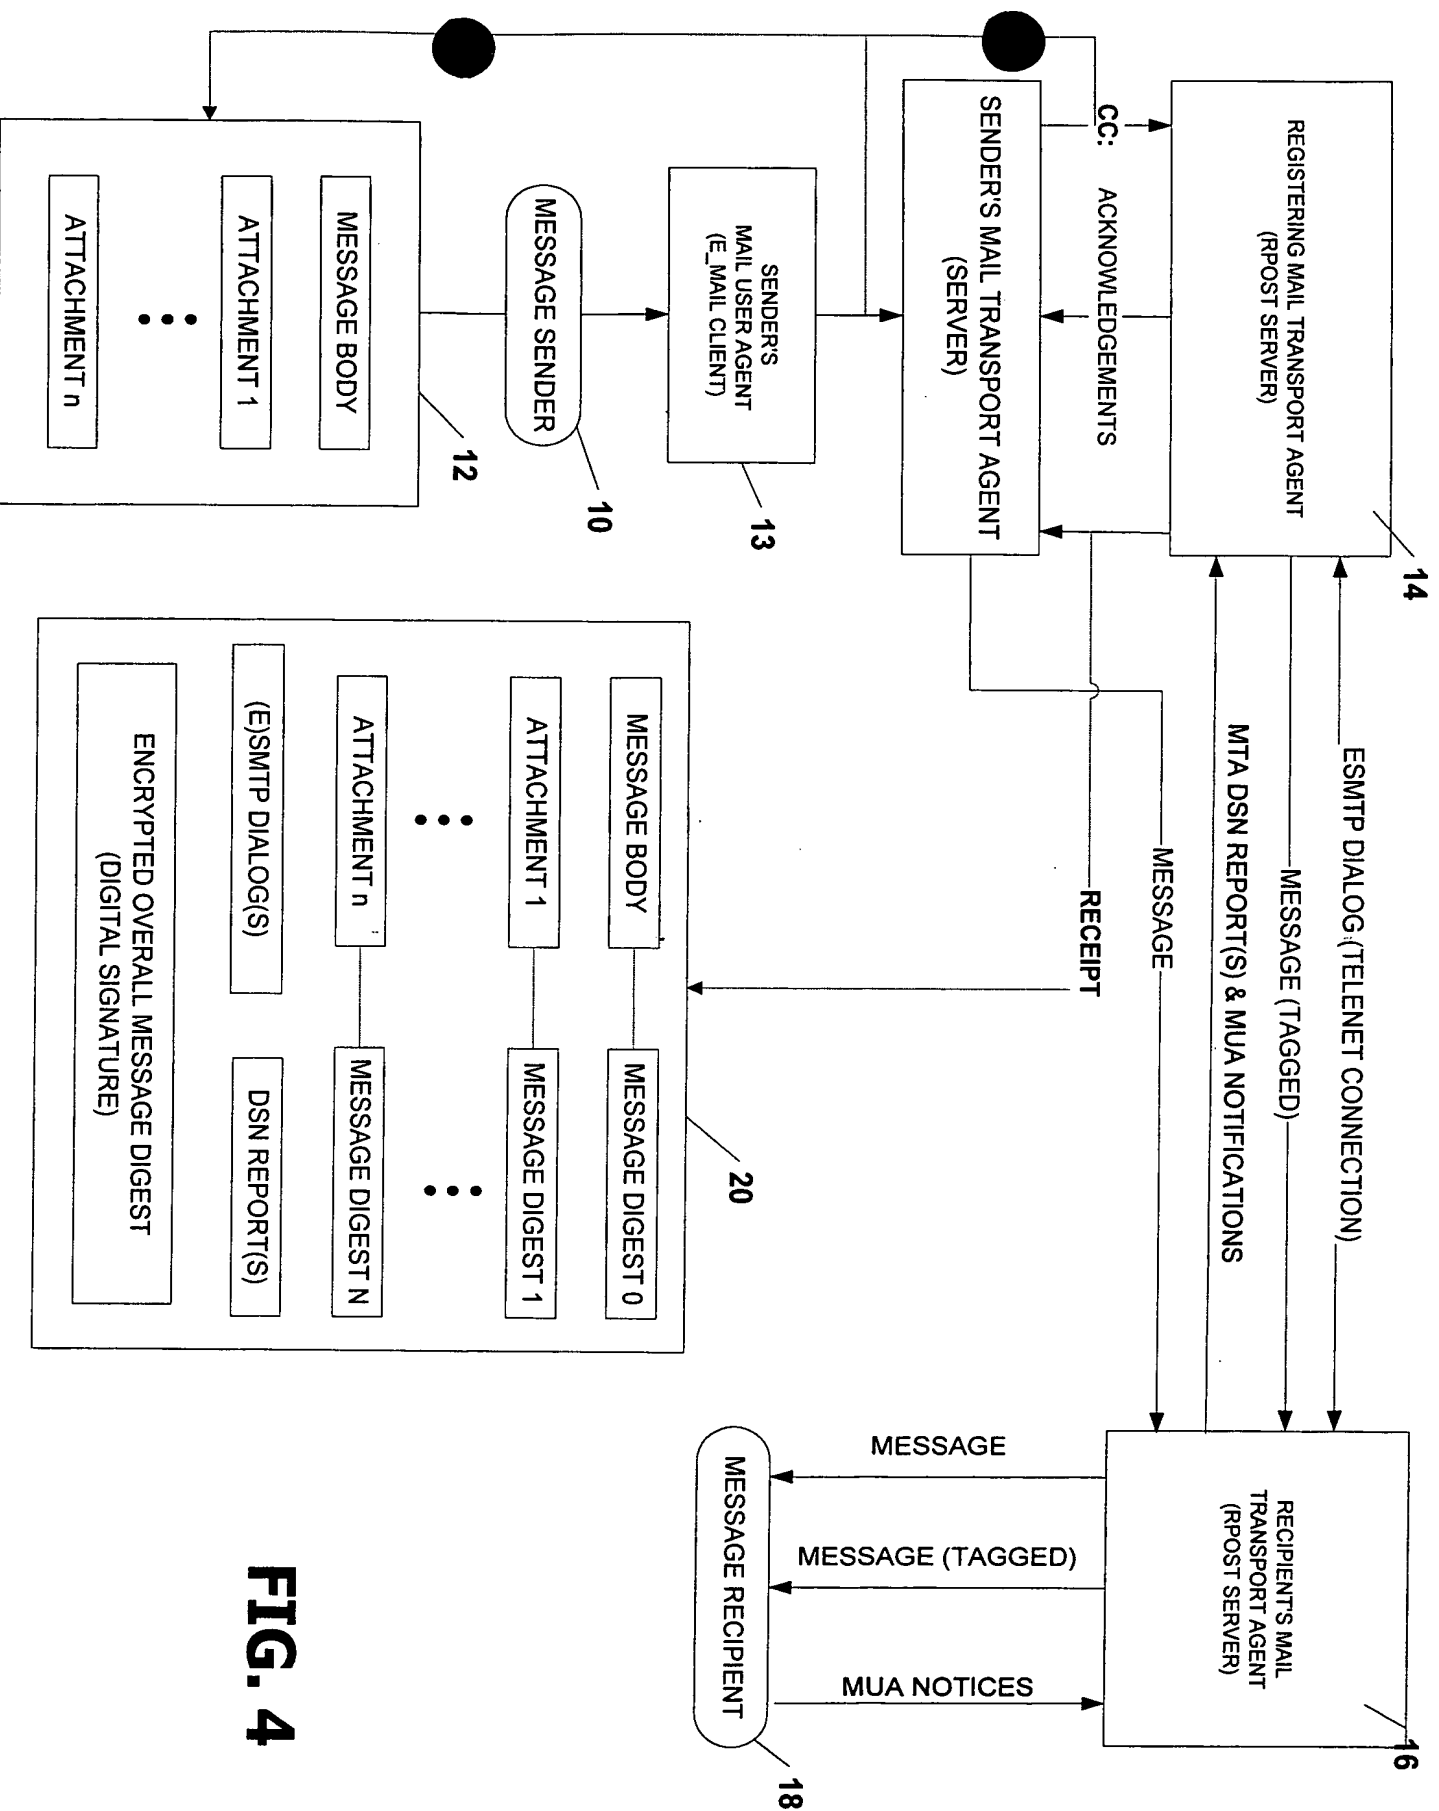 REGISTERING MAIL TRANSPORT AGENT
(RPOST SERVER)
14
CC:
ACKNOWLEDGEMENTS
SENDER'S MAIL TRANSPORT AGENT
(SERVER)
SENDER'S
MAIL USER AGENT
(E_MAIL CLIENT)
13
MESSAGE SENDER
10
12
MESSAGE BODY
ATTACHMENT 1
ATTACHMENT n
ESMTP DIALOG (TELENET CONNECTION)
MESSAGE (TAGGED)
MTA DSN REPORT(S) & MUA NOTIFICATIONS
MESSAGE
RECEIPT
20
MESSAGE BODY
MESSAGE DIGEST 0
ATTACHMENT 1
MESSAGE DIGEST 1
ATTACHMENT n
MESSAGE DIGEST N
(E)SMTP DIALOG(S)
DSN REPORT(S)
ENCRYPTED OVERALL MESSAGE DIGEST
(DIGITAL SIGNATURE)
RECIPIENT'S MAIL
TRANSPORT AGENT
(RPOST SERVER)
16
MESSAGE
MESSAGE (TAGGED)
MUA NOTICES
MESSAGE RECIPIENT
18
FIG. 4